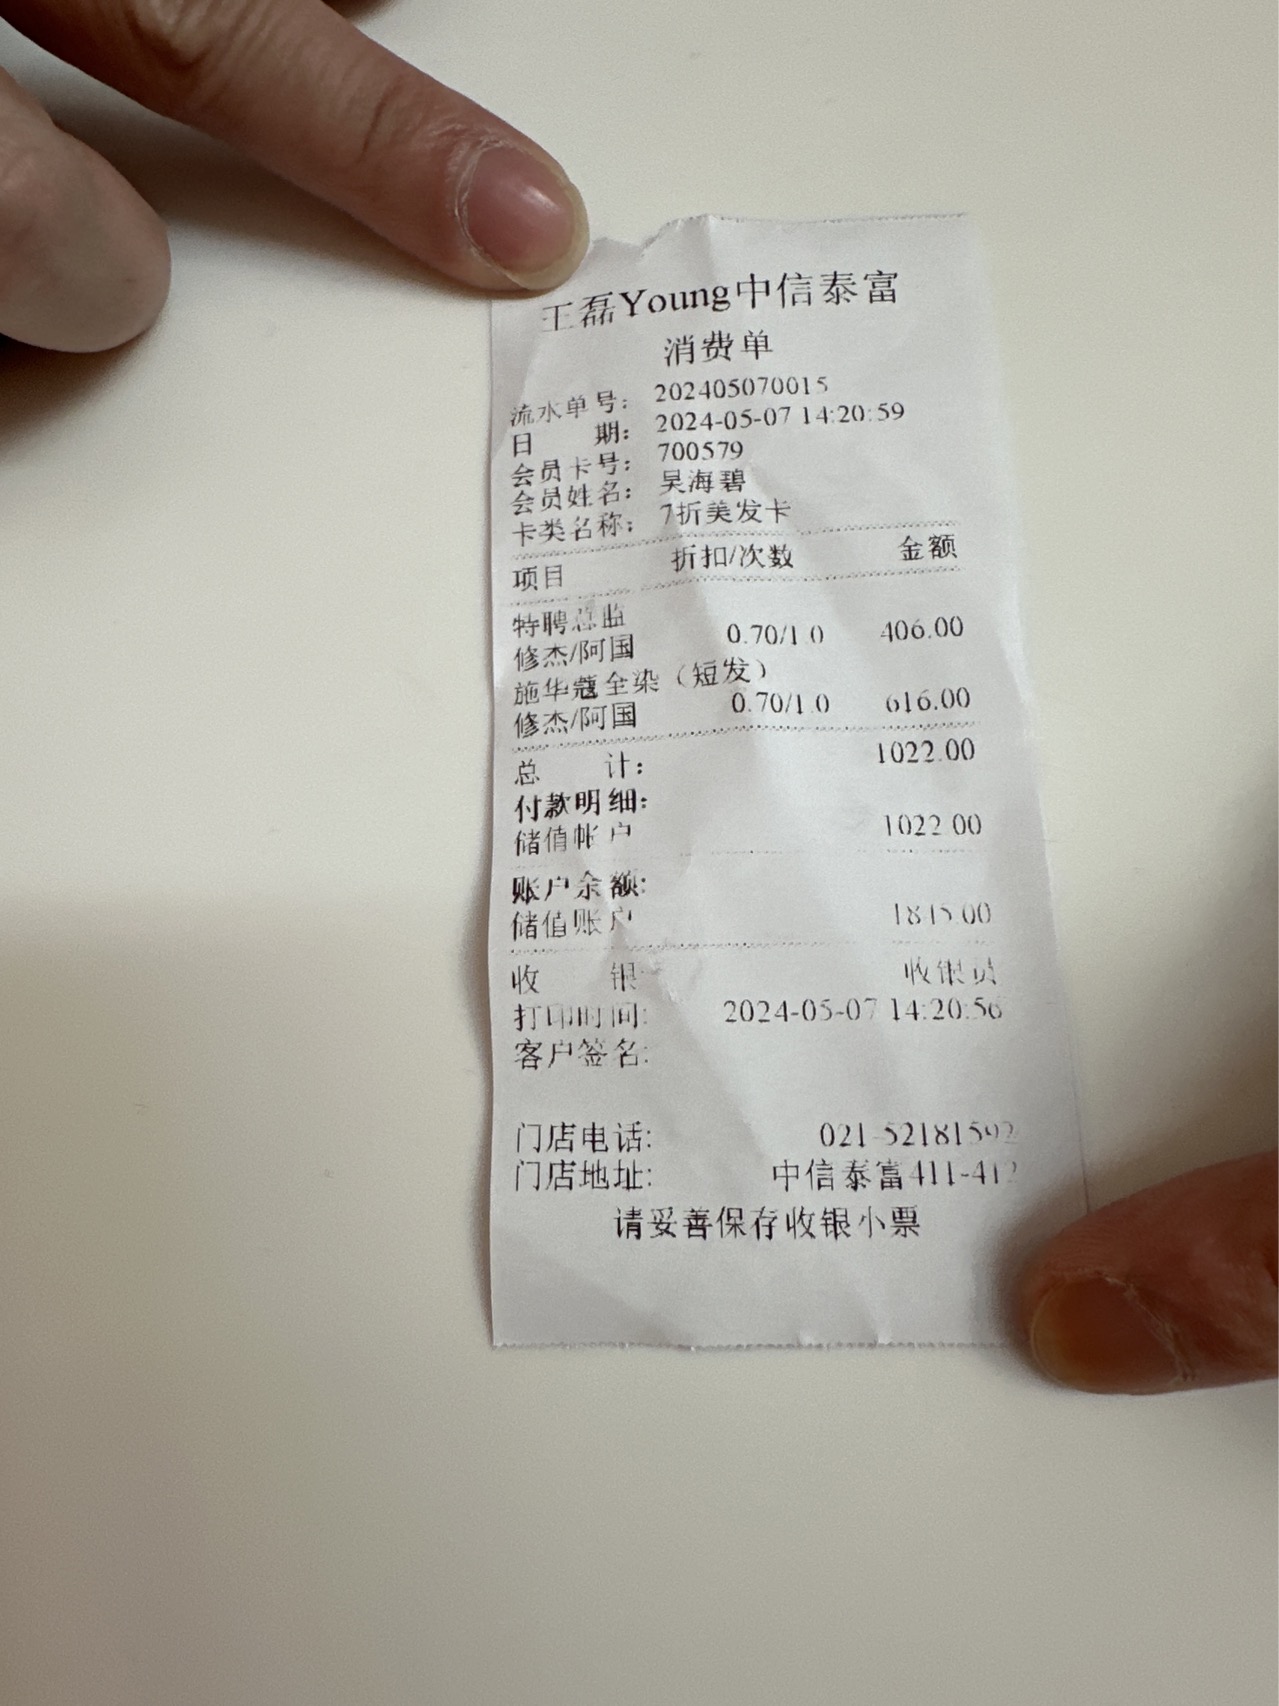 王磊Young中信泰富
消费单
流水单号： 202405070015
日 期： 2024-05-07 14:20:59
会员卡号： 700579
会员姓名： 吴海碧
卡类名称： 7折美发卡
项目 折扣/次数 金额
特聘总监
修杰/阿国 0.70/1.0 406.00
施华蔻全染（短发）
修杰/阿国 0.70/1.0 616.00
总 计： 1022.00
付款明细：
储值帐户 1022.00
账户余额:
储值账户
收 银: 收银员
打印时间: 2024-05-07 14:20:56
客户签名:
门店电话: 021-52181592
门店地址: 中信泰富411-412
请妥善保存收银小票